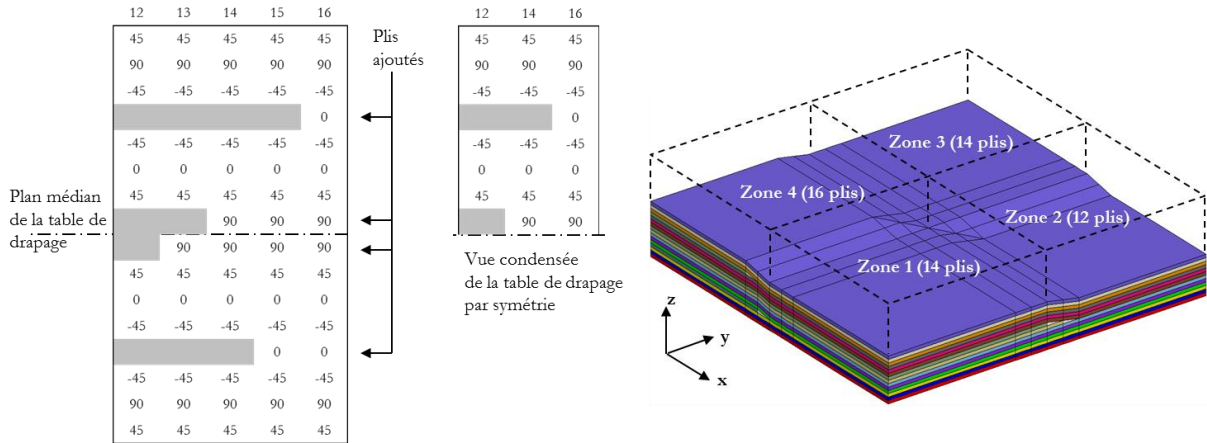 12 13 14 15 16
45 45 45 45 45
90 90 90 90 90
-45 -45 -45 -45 -45
0
-45 -45 -45 -45 -45
0 0 0 0 0
45 45 45 45 45
90 90 90
90 90 90 90
45 45 45 45 45
0 0 0 0 0
-45 -45 -45 -45 -45
0 0
-45 -45 -45 -45 -45
90 90 90 90 90
45 45 45 45 45
Plan médian
de la table de
drapage
Plis
ajoutés
12 14 16
45 45 45
90 90 90
-45 -45 -45
0
-45 -45 -45
0 0 0
45 45 45
90 90
Vue condensée
de la table de drapage
par symétrie
Zone 3 (14 plis)
Zone 4 (16 plis)
Zone 2 (12 plis)
Zone 1 (14 plis)
z
y
x